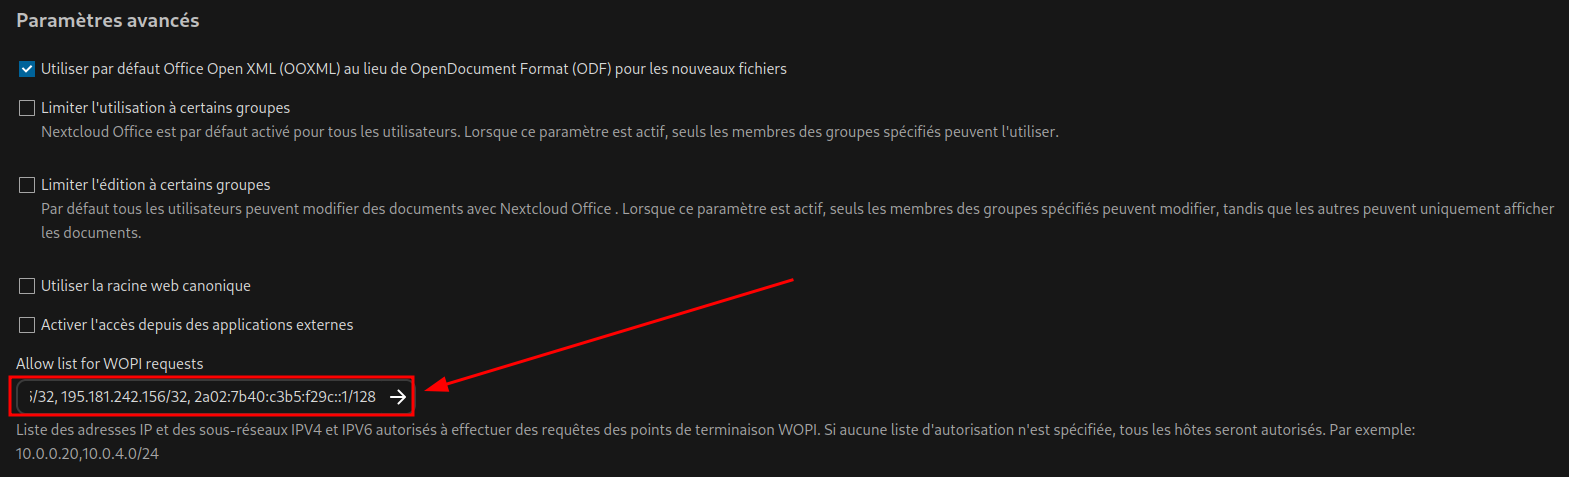 Paramètres avancés
Utiliser par défaut Office Open XML (OOXML) au lieu de OpenDocument Format (ODF) pour les nouveaux fichiers
Limiter l'utilisation à certains groupes
Nextcloud Office est par défaut activé pour tous les utilisateurs. Lorsque ce paramètre est actif, seuls les membres des groupes spécifiés peuvent l'utiliser.
Limiter l'édition à certains groupes
Par défaut tous les utilisateurs peuvent modifier des documents avec Nextcloud Office . Lorsque ce paramètre est actif, seuls les membres des groupes spécifiés peuvent modifier, tandis que les autres peuvent uniquement afficher
les documents.
Utiliser la racine web canonique
Activer l'accès depuis des applications externes
Allow list for WOPI requests
/32, 195.181.242.156/32, 2a02:7b40:c3b5:f29c::1/128
Liste des adresses IP et des sous-réseaux IPV4 et IPV6 autorisés à effectuer des requêtes des points de terminaison WOPI. Si aucune liste d'autorisation n'est spécifiée, tous les hôtes seront autorisés. Par exemple:
10.0.0.20,10.0.4.0/24